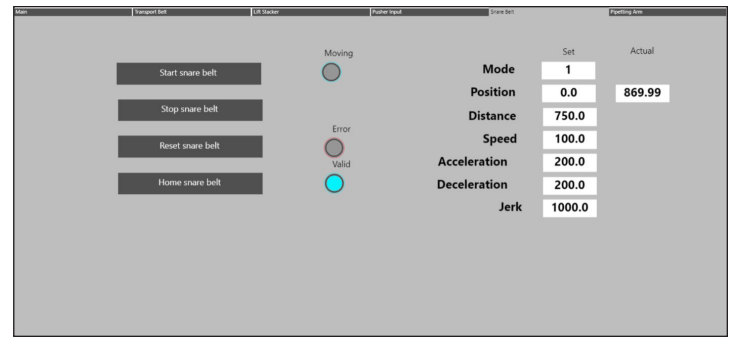 Main Transport Belt Lift Stacker Pusher Input Snare Belt Pipetting Arm
Set Actual
Moving
Start snare belt Mode 1
Position 0.0 869.99
Stop snare belt Distance 750.0
Error
Reset snare belt Speed 100.0
Valid Acceleration 200.0
Home snare belt Deceleration 200.0
Jerk 1000.0